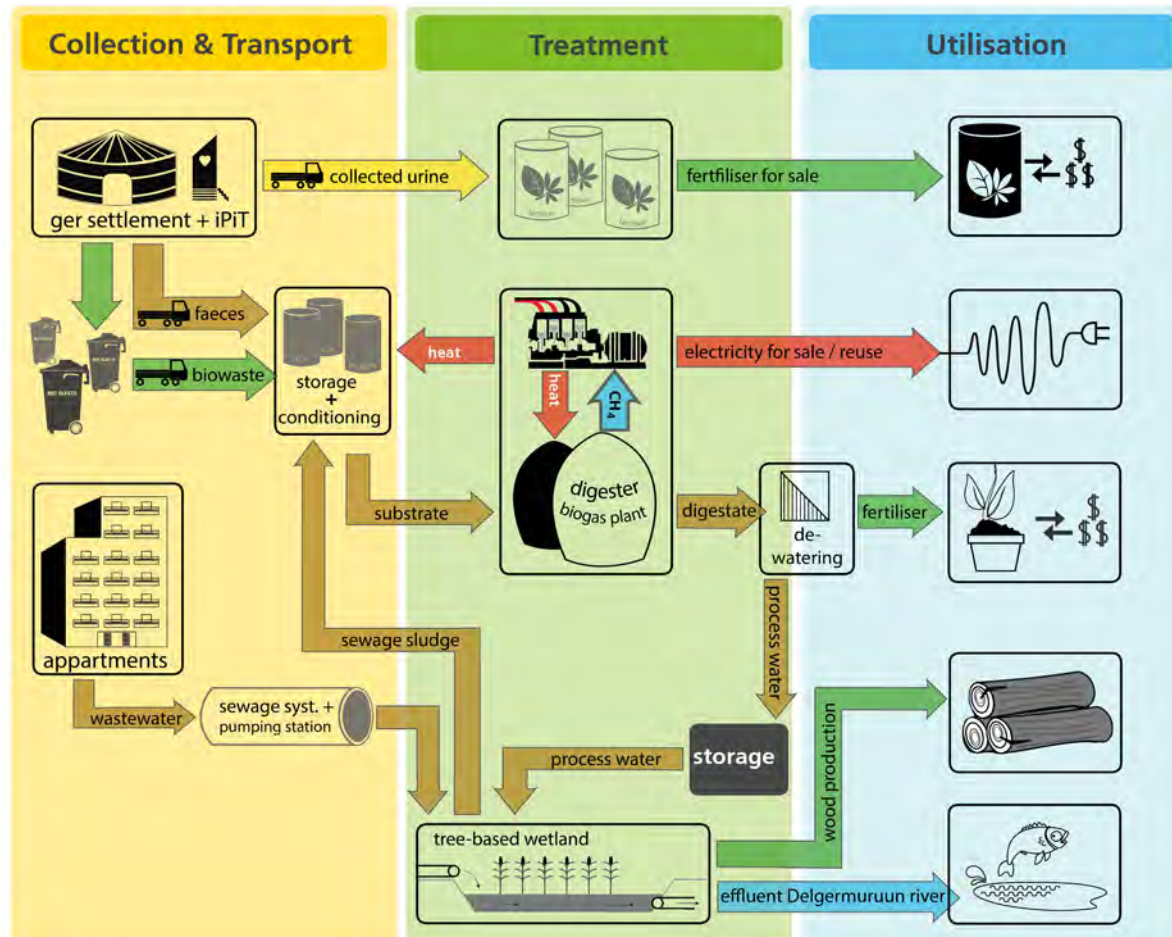 Collection & Transport
Treatment
Utilisation
ger settlement + iPiT
collected urine
fertfiliser for sale
$
$ $
faeces
biowaste
BIO WASTE
storage
+
conditioning
heat
heat
CH4
electricity for sale / reuse
digester
biogas plant
substrate
digestate
de-
watering
fertiliser
$
$ $
appartments
sewage sludge
process
water
wastewater
sewage syst. +
pumping station
process water
storage
wood production
tree-based wetland
effluent Delgermuruun river